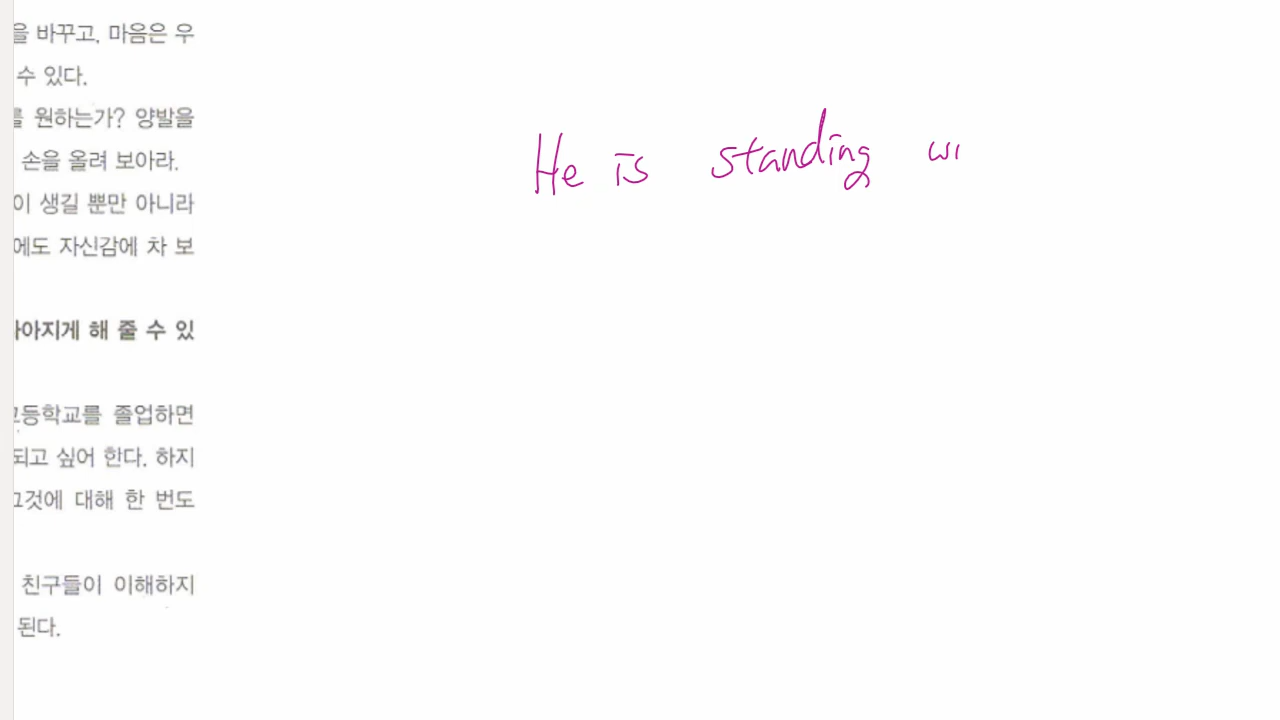 을 바꾸고, 마음은 우
수 있다.
를 원하는가? 양발을
손을 올려 보아라.
이 생길 뿐만 아니라
에도 자신감에 차 보
아지게 해 줄 수 있
등학교를 졸업하면
되고 싶어 한다. 하지
그것에 대해 한 번도
친구들이 이해하지
된다.
He is standing wi